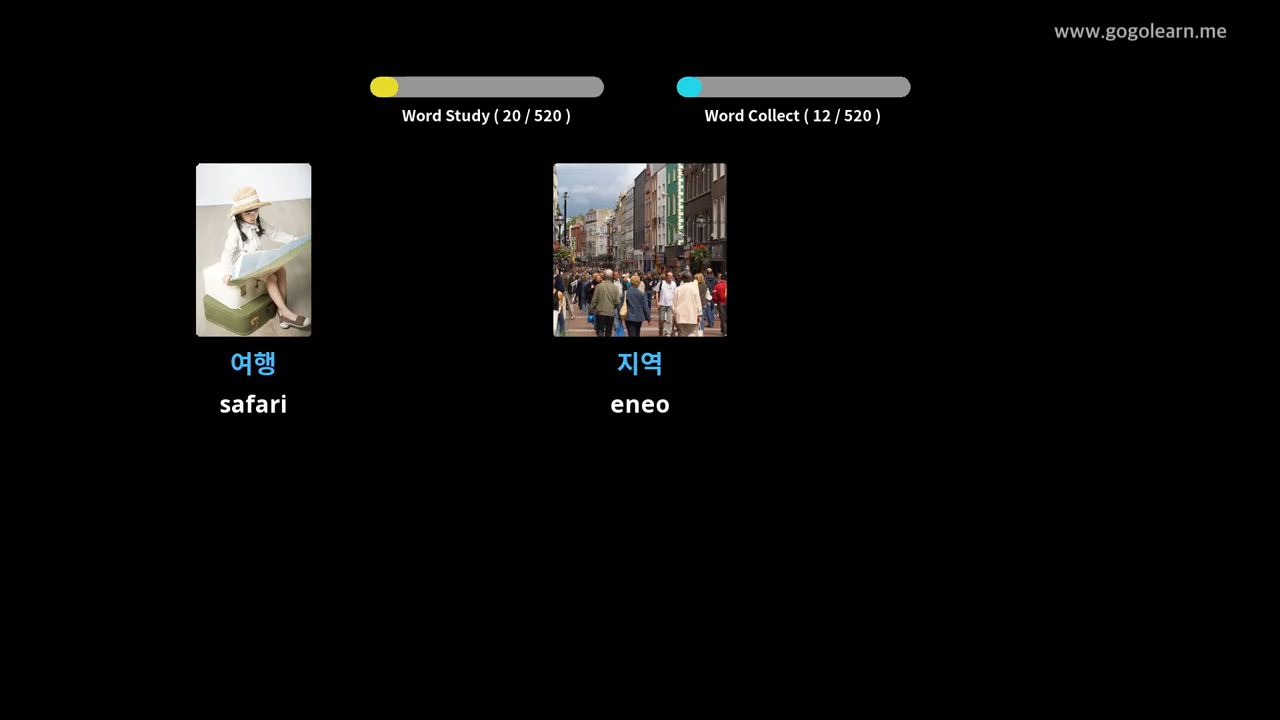 www.gogolearn.me
Word Study ( 20 / 520 )
Word Collect ( 12 / 520 )
여행
safari
지역
eneo